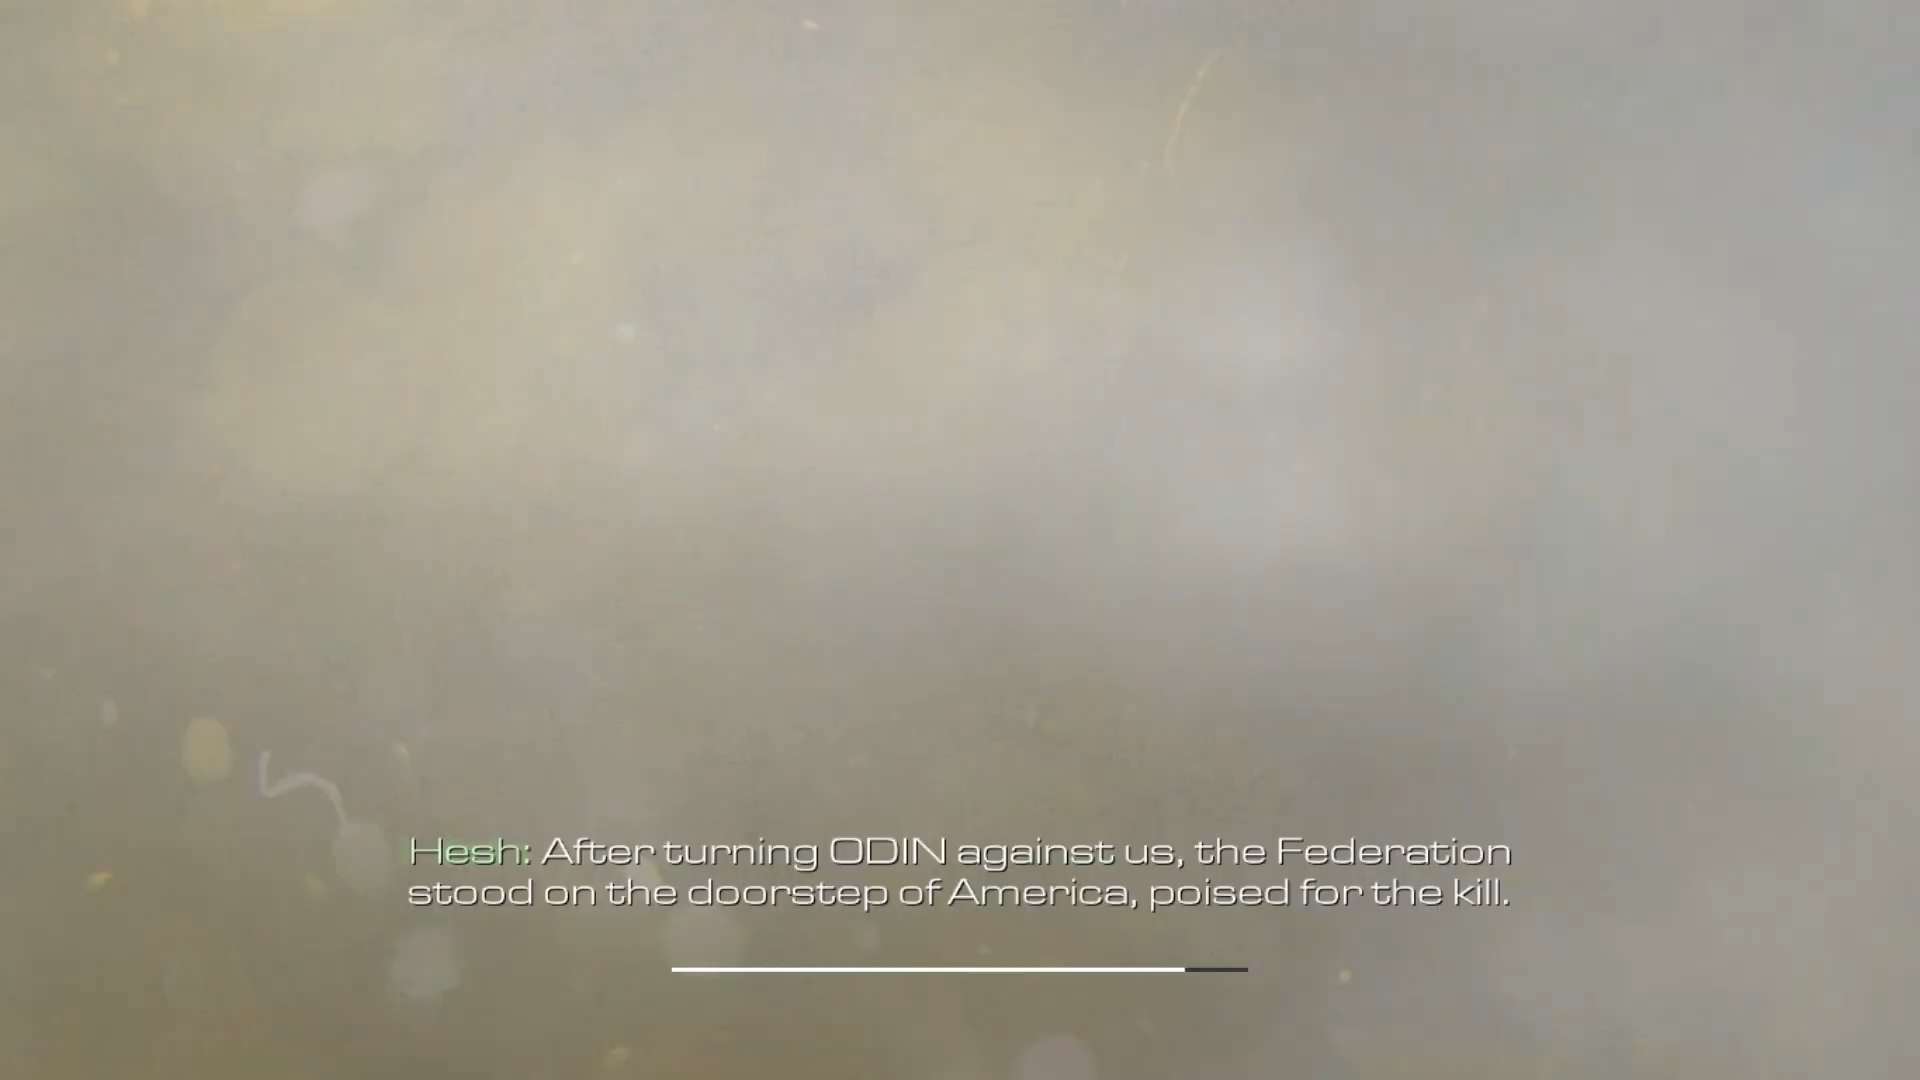 Hesh: After turning ODIN against us, the Federation
stood on the doorstep of America, poised for the kill.